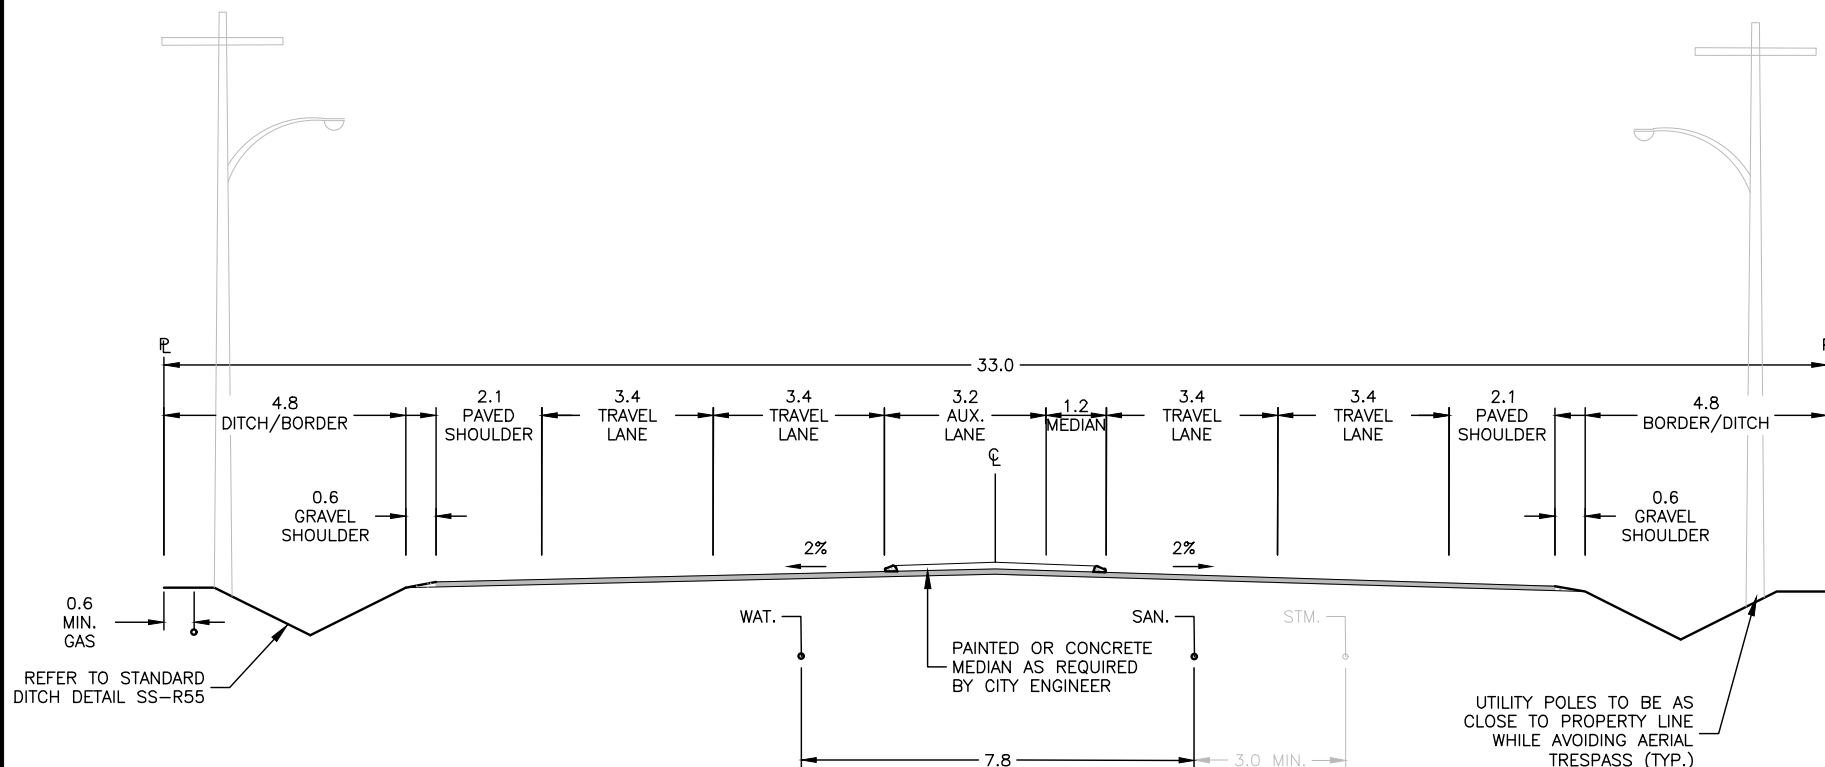 ℄
33.0
4.8
DITCH/BORDER
2.1
PAVED
SHOULDER
3.4
TRAVEL
LANE
3.4
TRAVEL
LANE
3.2
AUX.
LANE
1.2
MEDIAN
3.4
TRAVEL
LANE
3.4
TRAVEL
LANE
2.1
PAVED
SHOULDER
4.8
BORDER/DITCH
0.6
GRAVEL
SHOULDER
0.6
GRAVEL
SHOULDER
2%
2%
0.6
MIN.
GAS
WAT.
SAN.
STM.
PAINTED OR CONCRETE
MEDIAN AS REQUIRED
BY CITY ENGINEER
REFER TO STANDARD
DITCH DETAIL SS-R55
UTILITY POLES TO BE AS
CLOSE TO PROPERTY LINE
WHILE AVOIDING AERIAL
TRESPASS (TYP.)
7.8
3.0 MIN.